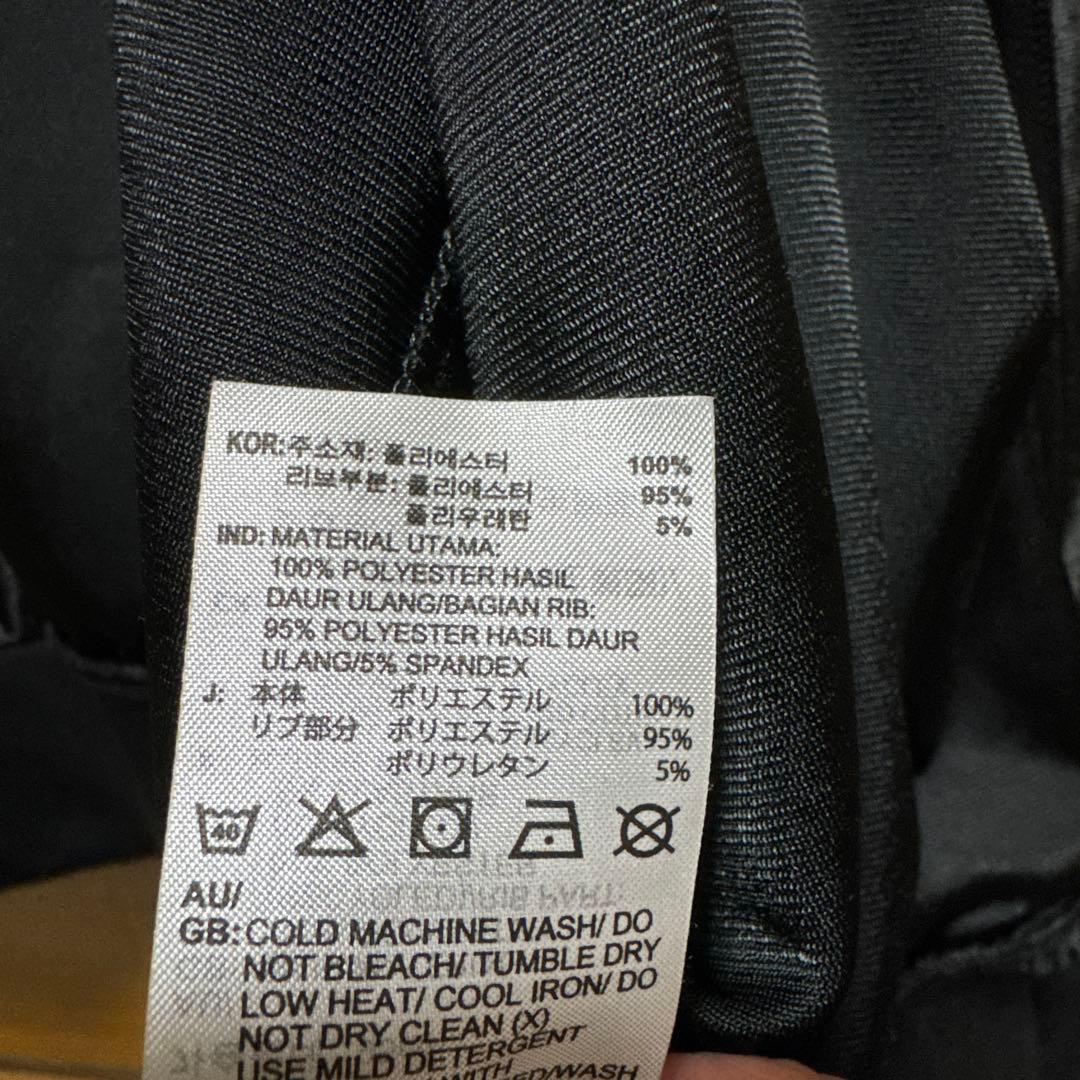 KOR:주소재: 폴리에스터 100%
리브부분: 폴리에스터 95%
폴리우레탄 5%
IND: MATERIAL UTAMA:
100% POLYESTER HASIL
DAUR ULANG/BAGIAN RIB:
95% POLYESTER HASIL DAUR
ULANG/5% SPANDEX
J: 本体 ポリエステル 100%
リブ部分 ポリエステル 95%
ポリウレタン 5%
40
AU/
GB: COLD MACHINE WASH/ DO
NOT BLEACH/ TUMBLE DRY
LOW HEAT/ COOL IRON/ DO
NOT DRY CLEAN (X)
USE MILD DETERGENT
WITH
/WASH